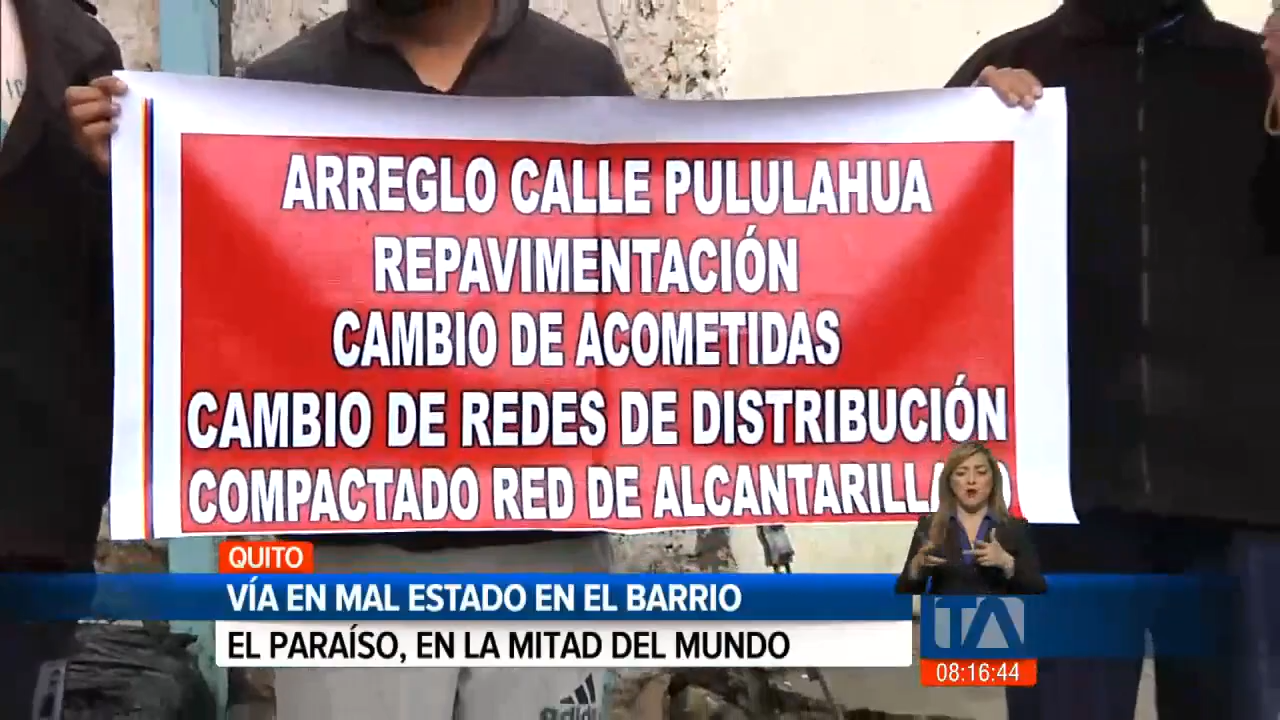 ARREGLO CALLE PULULAHUA
REPAVIMENTACIÓN
CAMBIO DE ACOMETIDAS
CAMBIO DE REDES DE DISTRIBUCIÓN
COMPACTADO RED DE ALCANTARILLADO
QUITO
VÍA EN MAL ESTADO EN EL BARRIO
EL PARAÍSO, EN LA MITAD DEL MUNDO
TA
08:16:44
adidas